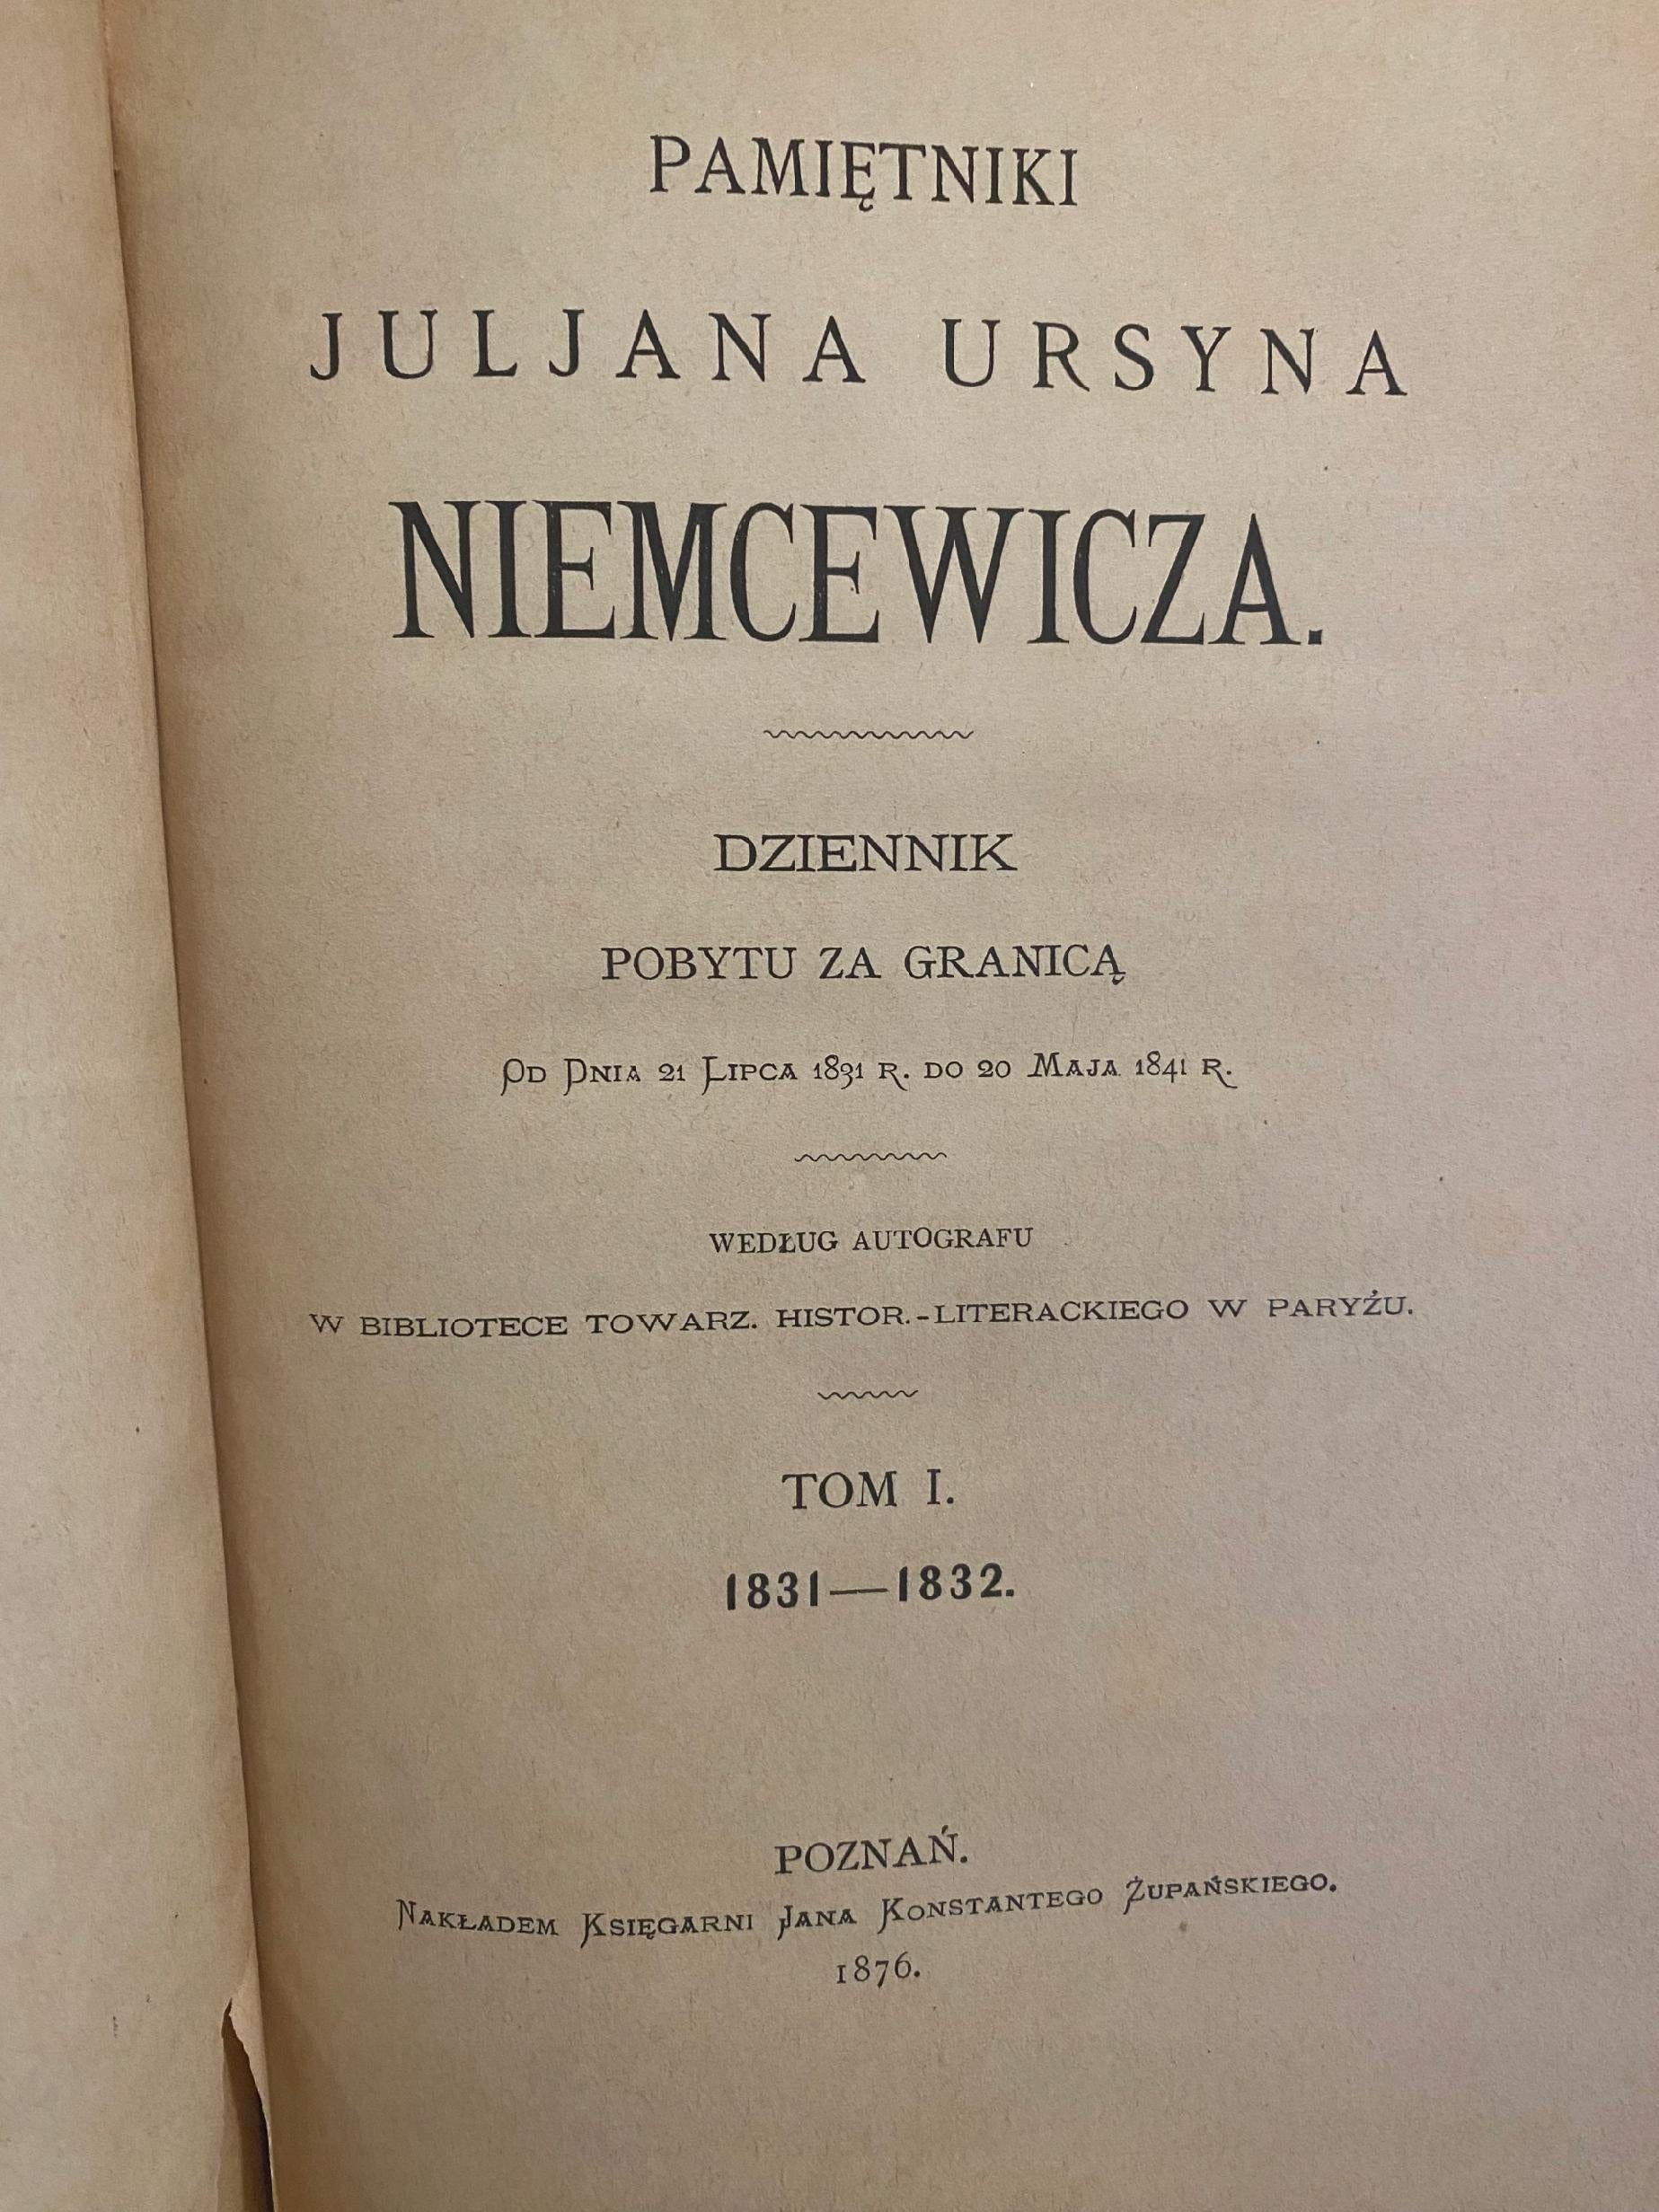 PAMIĘTNIKI
JULJANA URSYNA
NIEMCEWICZA.
DZIENNIK
POBYTU ZA GRANICĄ
OD DNIA 21 LIPCA 1831 R. DO 20 MAJA 1841 R.
WEDŁUG AUTOGRAFU
W BIBLIOTECE TOWARZ. HISTOR.-LITERACKIEGO W PARYŻU.
TOM I.
1831—1832.
POZNAŃ.
NAKŁADEM KSIĘGARNI JANA KONSTANTEGO ŻUPAŃSKIEGO.
1876.